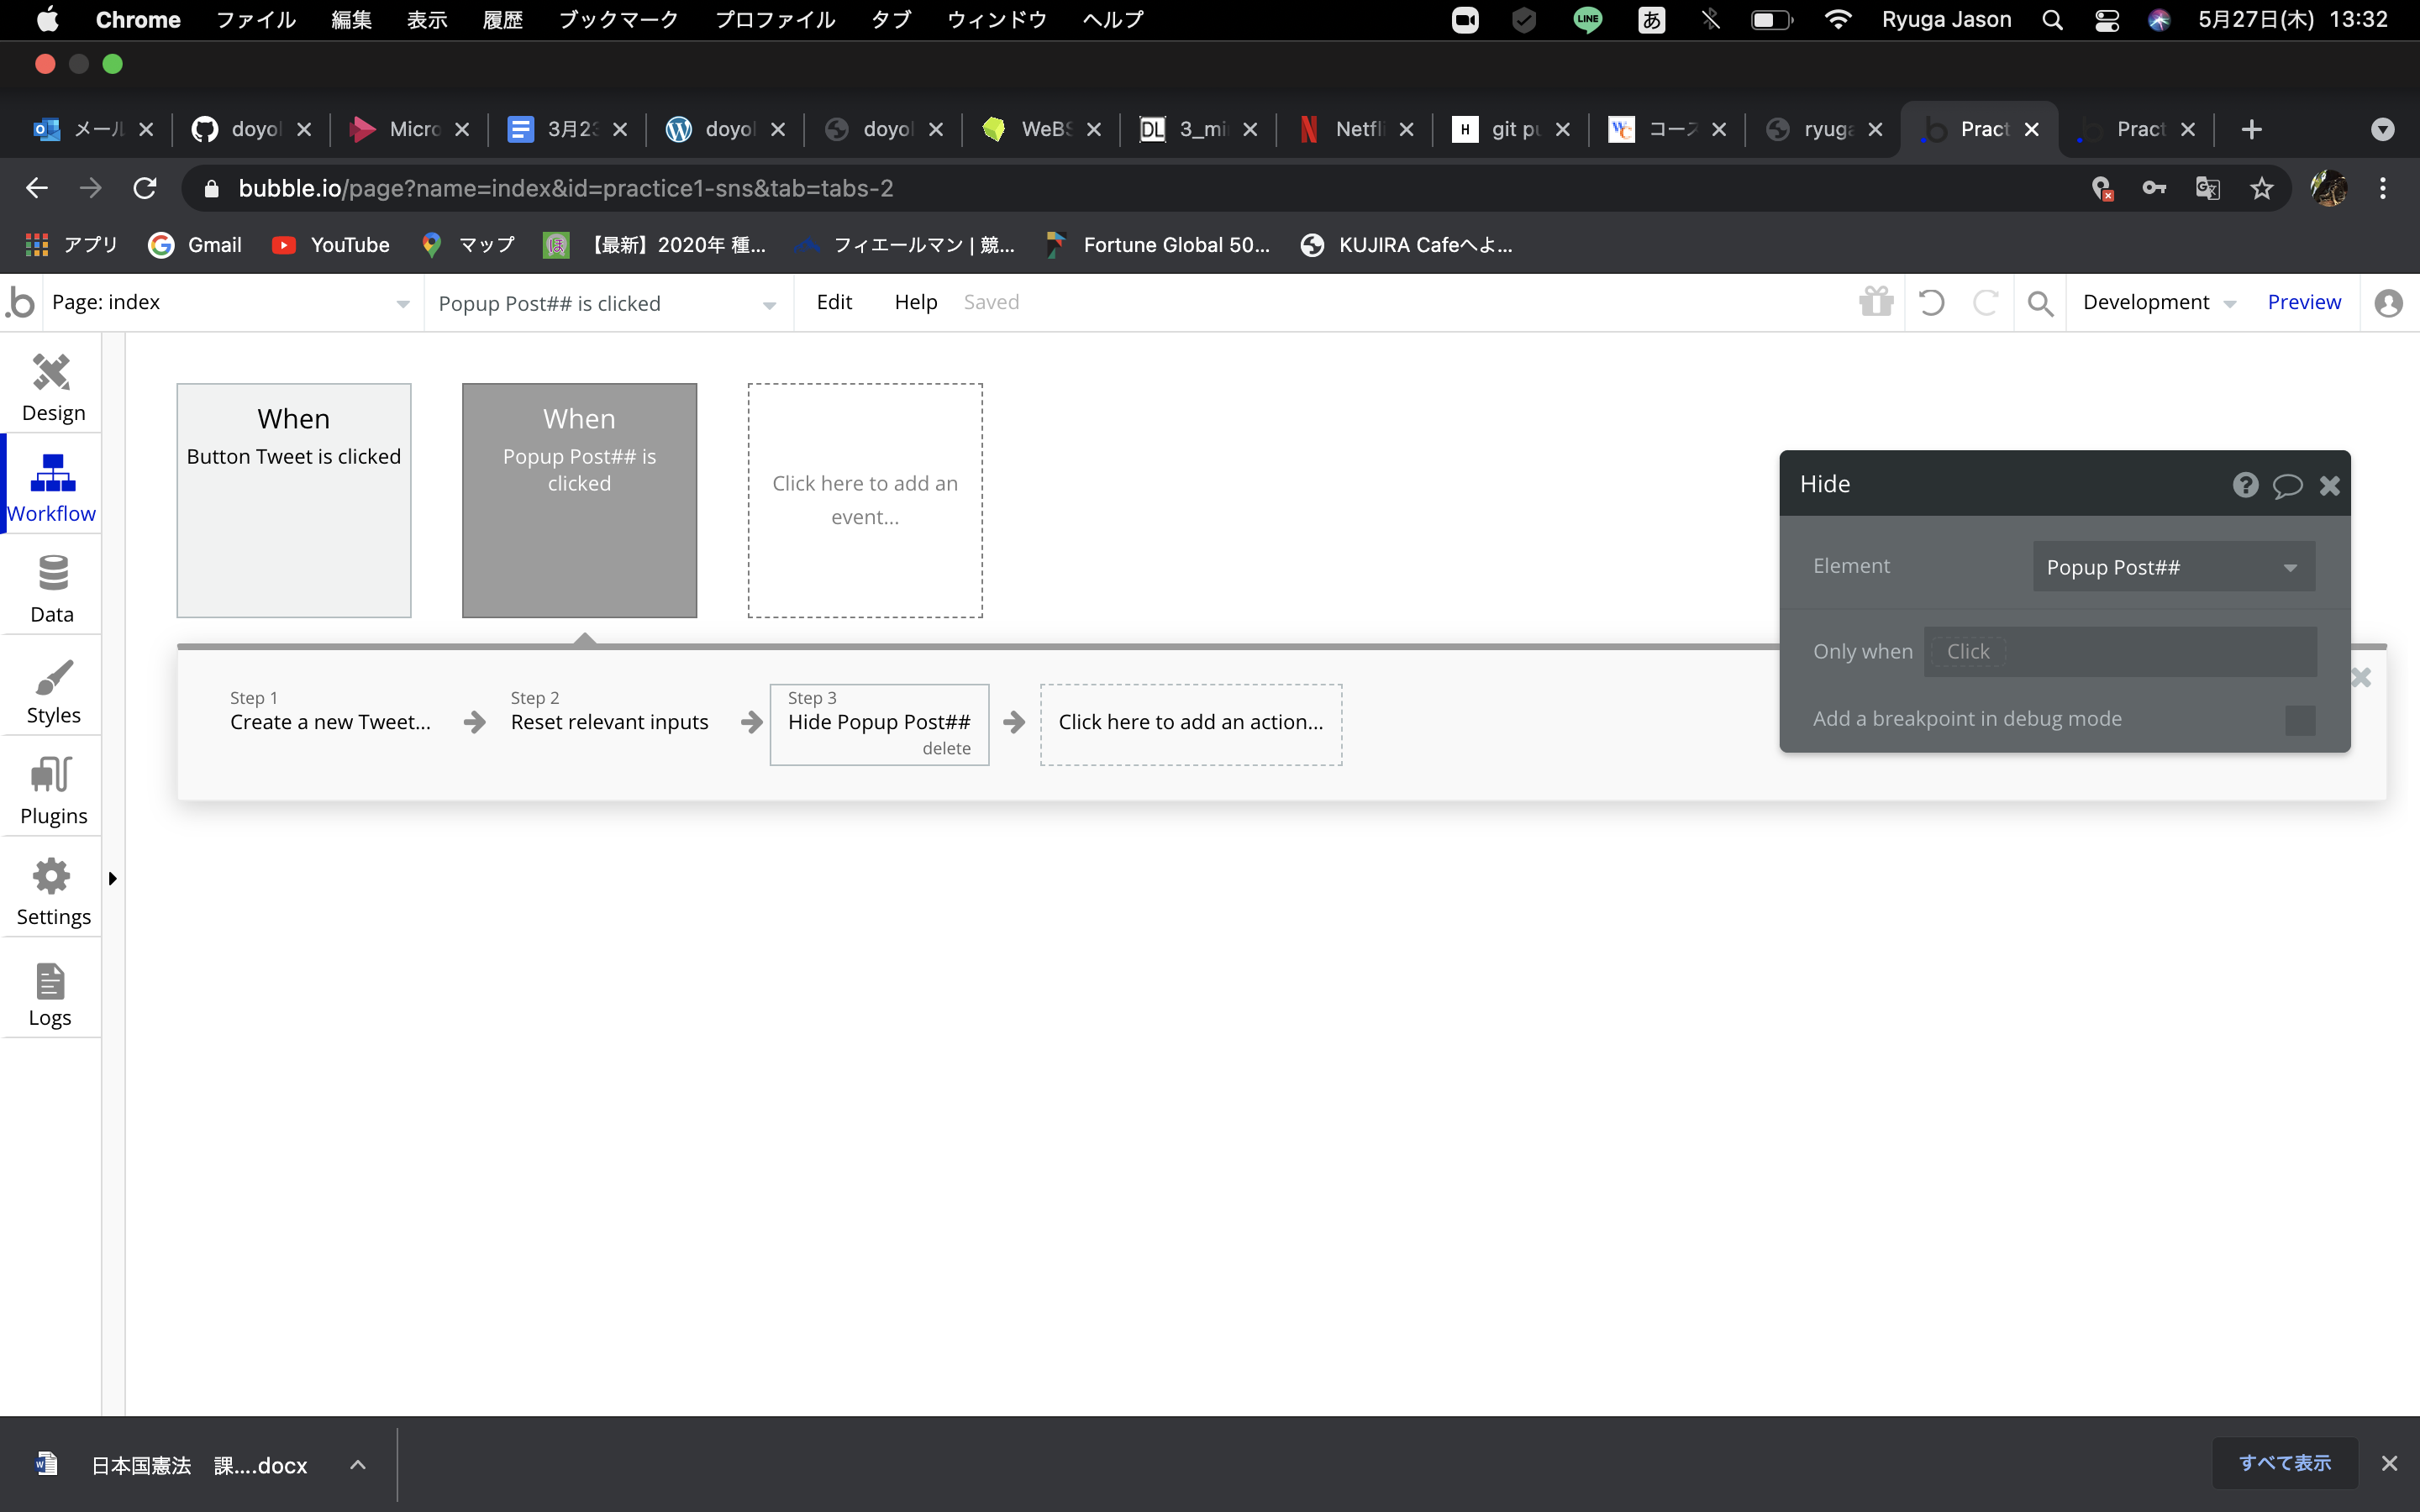 Chrome ファイル 編集 表示 履歴 ブックマーク プロファイル タブ ウィンドウ ヘルプ LINE あ Ryuga Jason 5月27日(木) 13:32
メール doyol Micro 3月23 doyol doyol WeBS DL 3_mi Netfli H git pu コース ryuga Pract Pract
bubble.io/page?name=index&id=practice1-sns&tab=tabs-2
アプリ Gmail YouTube マップ 【最新】2020年 種... フィエールマン | 競... Fortune Global 50... KUJIRA Cafeへよ...
Page: index Popup Post## is clicked Edit Help Saved Development Preview
Design
Workflow
Data
Styles
Plugins
Settings
Logs
When
Button Tweet is clicked
When
Popup Post## is
clicked
Click here to add an
event...
Step 1
Create a new Tweet...
Step 2
Reset relevant inputs
Step 3
Hide Popup Post##
delete
Click here to add an action...
Hide
Element Popup Post##
Only when Click
Add a breakpoint in debug mode
日本国憲法 課....docx すべて表示